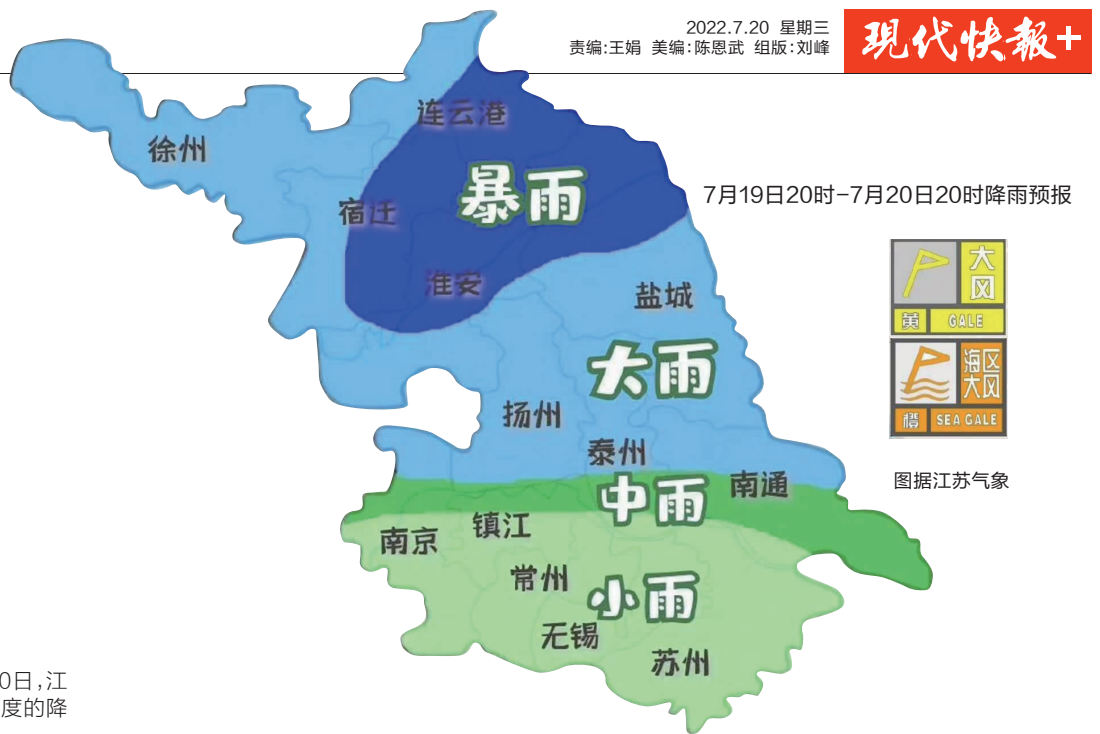 2022.7.20 星期三
责编:王娟 美编:陈恩武 组版:刘峰
现代快報+
连云港
徐州
暴雨
7月19日20时-7月20日20时降雨预报
宿迁
大风
黄 GALE
淮安
盐城
海区大风
橙 SEA GALE
大雨
扬州
泰州
南通
图据江苏气象
中雨
镇江
南京
常州
小雨
无锡
苏州
0日,江
度的降